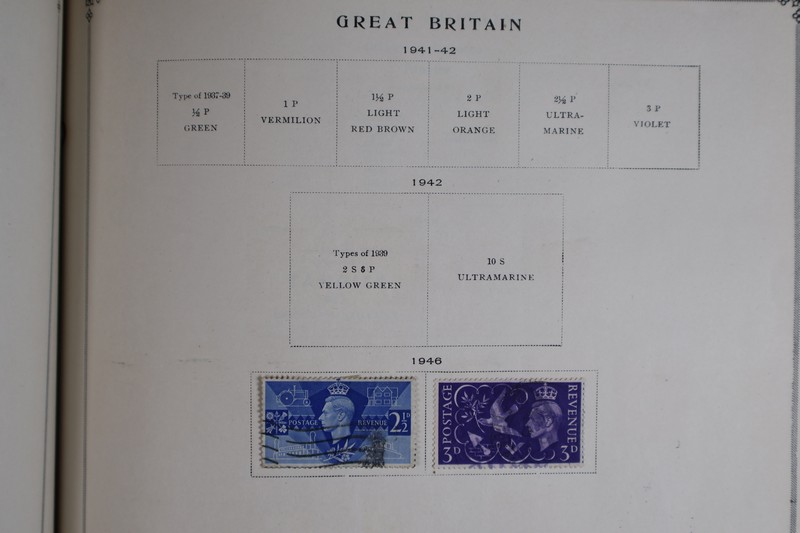 GREAT BRITAIN
1941-42
Type of 1937-39
½ P
GREEN
1 P
VERMILION
1½ P
LIGHT
RED BROWN
2 P
LIGHT
ORANGE
2½ P
ULTRA-
MARINE
3 P
VIOLET
1942
Types of 1939
2 S 6 P
YELLOW GREEN
10 S
ULTRAMARINE
1946
POSTAGE
REVENUE
2½D
POSTAGE
REVENUE
3D
3D